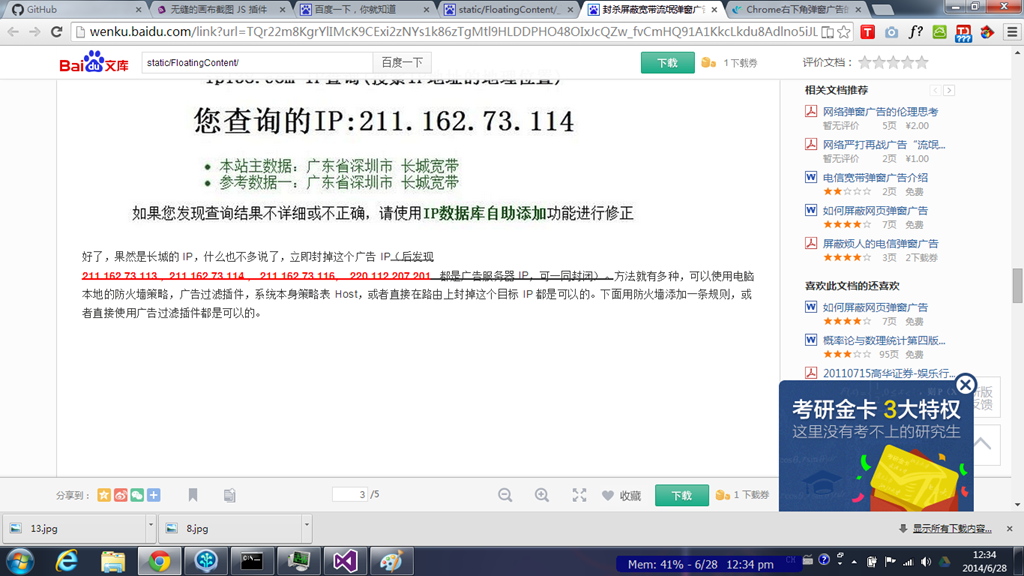 GitHub
无缝的画布截图 JS 插件
百度一下，你就知道
static/FloatingContent/_
封杀屏蔽宽带流氓弹窗广
Chrome右下角弹窗广告的
wenku.baidu.com/link?url=TQr22m8KgrYlIMcK9CExi2zNYs1k86zTgMtl9HLDDPHO48OIxJcQZw_fvCmHQ91A1KkcLkdu8Adlno5iJL
Bai du 文库
static/FloatingContent/
百度一下
下载
1 下载券
评价文档：
您查询的IP:211.162.73.114
• 本站主数据：广东省深圳市 长城宽带
• 参考数据一：广东省深圳市 长城宽带
如果您发现查询结果不详细或不正确，请使用IP数据库自助添加功能进行修正
好了，果然是长城的 IP，什么也不多说了，立即封掉这个广告 IP（后发现
211.162.73.113 、211.162.73.114 、 211.162.73.116、 220.112.207.201 都是广告服务器 IP，可一同封闭）。方法就有多种，可以使用电脑
本地的防火墙策略，广告过滤插件，系统本身策略表 Host，或者直接在路由上封掉这个目标 IP 都是可以的。下面用防火墙添加一条规则，或
者直接使用广告过滤插件都是可以的。
相关文档推荐
网络弹窗广告的伦理思考
暂无评价 5页 ¥2.00
网络严打再战广告“流氓...
暂无评价 2页 ¥1.00
电信宽带弹窗广告介绍
2页 免费
如何屏蔽网页弹窗广告
7页 免费
屏蔽烦人的电信弹窗广告
3页 2下载券
喜欢此文档的还喜欢
如何屏蔽网页弹窗广告
7页 免费
概率论与数理统计第四版...
95页 免费
20110715高华证券-娱乐行...
考研金卡 3大特权
这里没有考不上的研究生
分享到：
3 /5
收藏
下载
1 下载券
13.jpg
8.jpg
显示所有下载内容...
Mem: 41% - 6/28 12:34 pm
12:34
2014/6/28